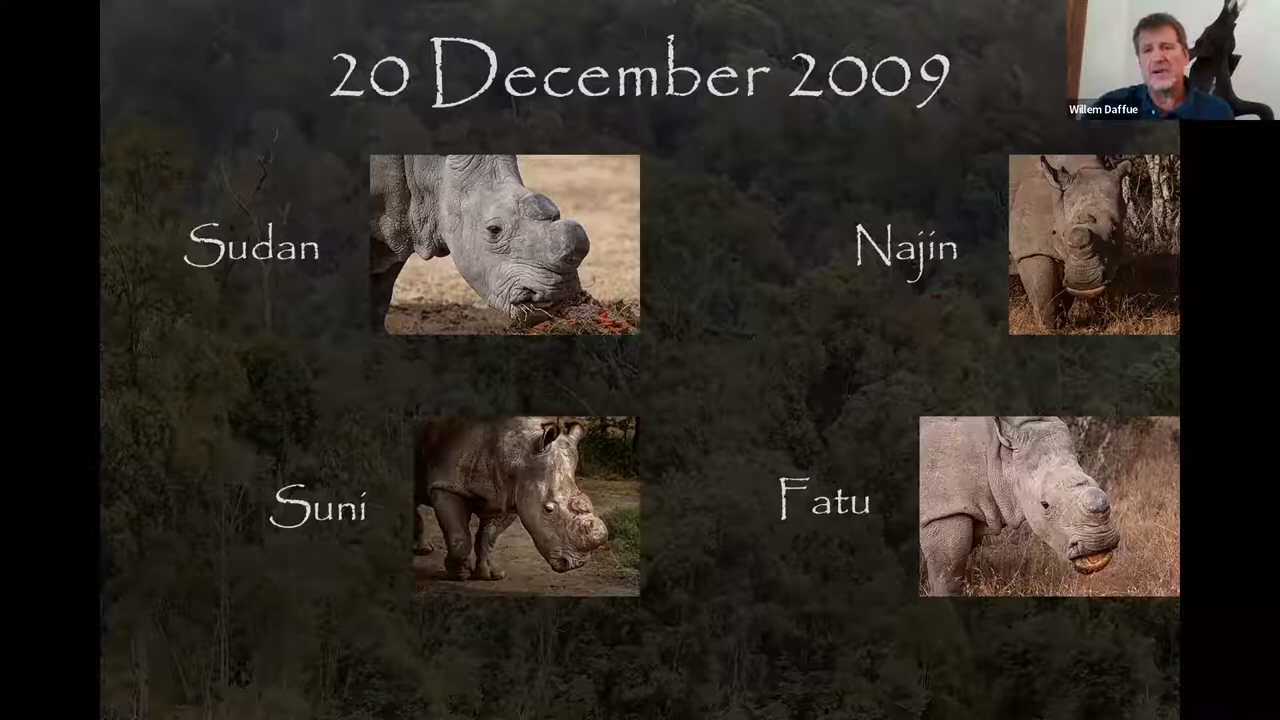 20 December 2009
Willem Daffue
Sudan
Najin
Suni
Fatu